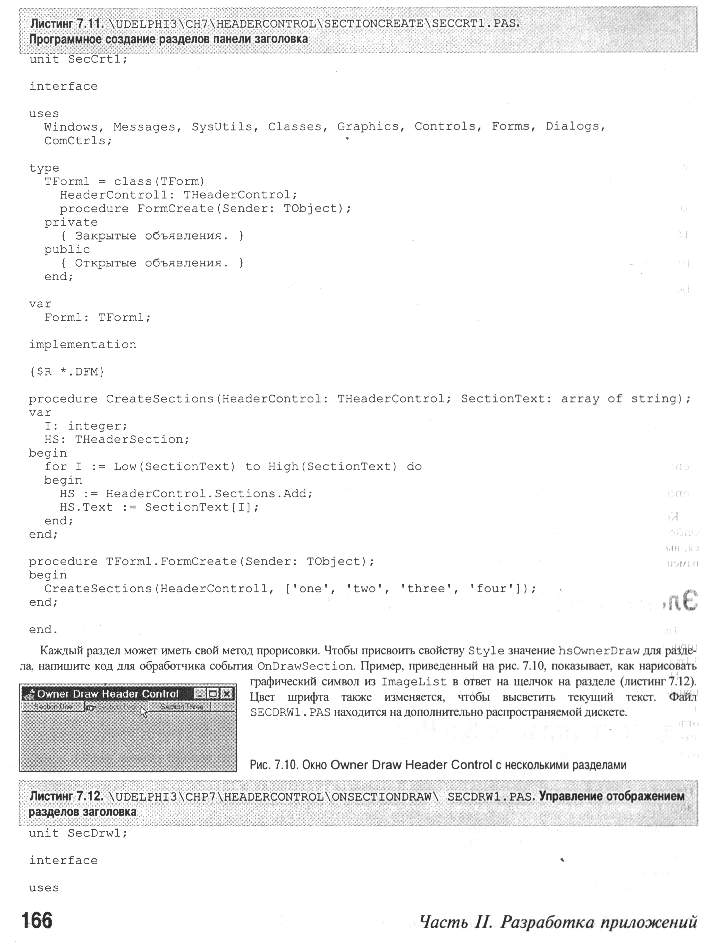 Листинг 7.11. \UDELPHI3\CH7\HEADERCONTROL\SECTIONCREATE\SECCRT1.PAS.
Программное создание разделов панели заголовка
unit SecCrt1;
interface
uses
Windows, Messages, SysUtils, Classes, Graphics, Controls, Forms, Dialogs,
ComCtrls;
type
TForm1 = class(TForm)
HeaderControl1: THeaderControl;
procedure FormCreate(Sender: TObject);
private
{ Закрытые объявления. }
public
{ Открытые объявления. }
end;
var
Form1: TForm1;
implementation
{$R *.DFM}
procedure CreateSections(HeaderControl: THeaderControl; SectionText: array of string);
var
I: integer;
HS: THeaderSection;
begin
for I := Low(SectionText) to High(SectionText) do
begin
HS := HeaderControl.Sections.Add;
HS.Text := SectionText[I];
end;
end;
procedure TForm1.FormCreate(Sender: TObject);
begin
CreateSections(HeaderControl1, ['one', 'two', 'three', 'four']);
end;
end.
Каждый раздел может иметь свой метод прорисовки. Чтобы присвоить свойству Style значение hsOwnerDraw для разде-
ла, напишите код для обработчика события OnDrawSection. Пример, приведенный на рис. 7.10, показывает, как нарисовать
графический символ из ImageList в ответ на щелчок на разделе (листинг 7.12).
Цвет шрифта также изменяется, чтобы высветить текущий текст. Файл
SECDRW1.PAS находится на дополнительно распространяемой дискете.
Owner Draw Header Control
Section One Section Three
Рис. 7.10. Окно Owner Draw Header Control с несколькими разделами
Листинг 7.12. \UDELPHI3\CHP7\HEADERCONTROL\ONSECTIONDRAW\ SECDRW1.PAS. Управление отображением
разделов заголовка
unit SecDrw1;
interface
uses
166 Часть II. Разработка приложений